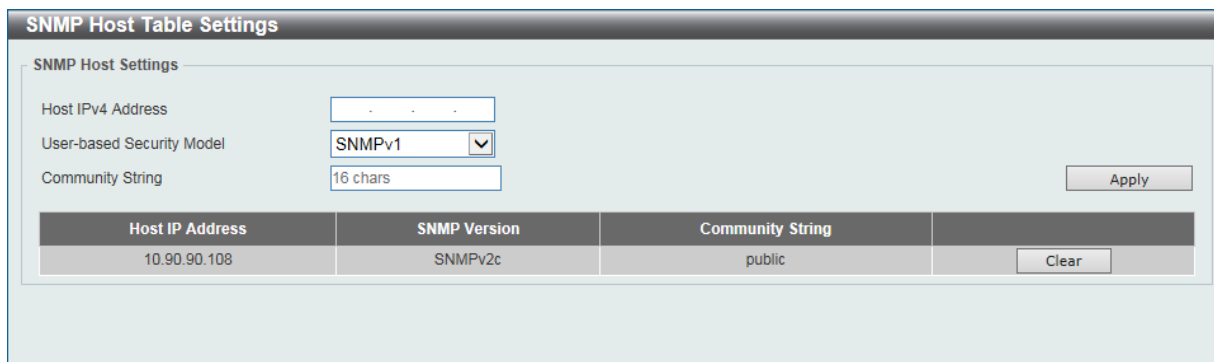 SNMP Host Table Settings
SNMP Host Settings
Host IPv4 Address . . .
User-based Security Model SNMPv1
Community String 16 chars Apply
Host IP Address SNMP Version Community String
10.90.90.108 SNMPv2c public Clear